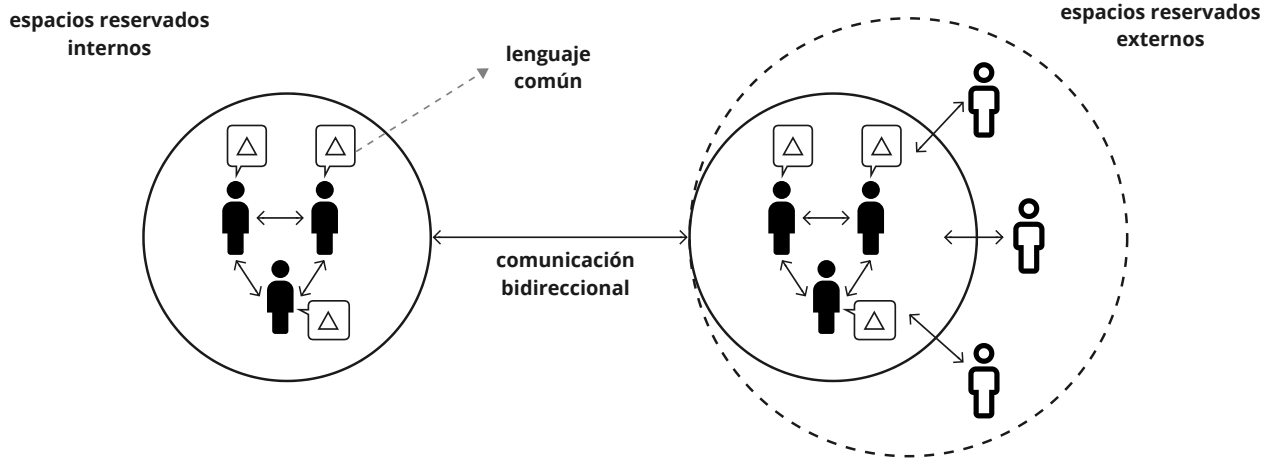 espacios reservados
internos
lenguaje
común
espacios reservados
externos
comunicación
bidireccional